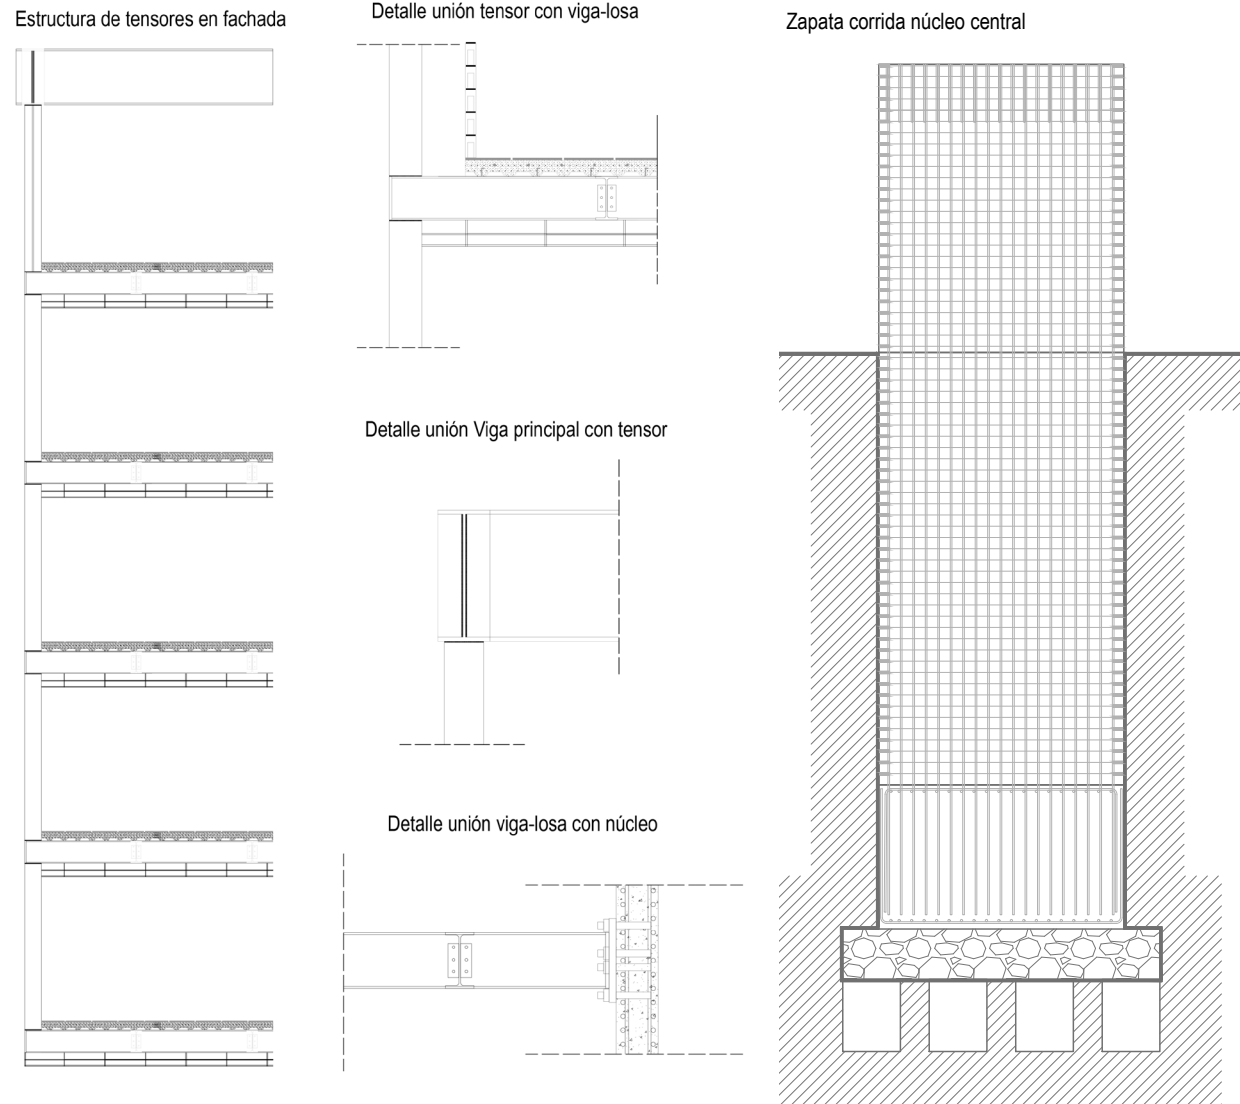 Estructura de tensores en fachada
Detalle unión tensor con viga-losa
Zapata corrida núcleo central
Detalle unión Viga principal con tensor
Detalle unión viga-losa con núcleo